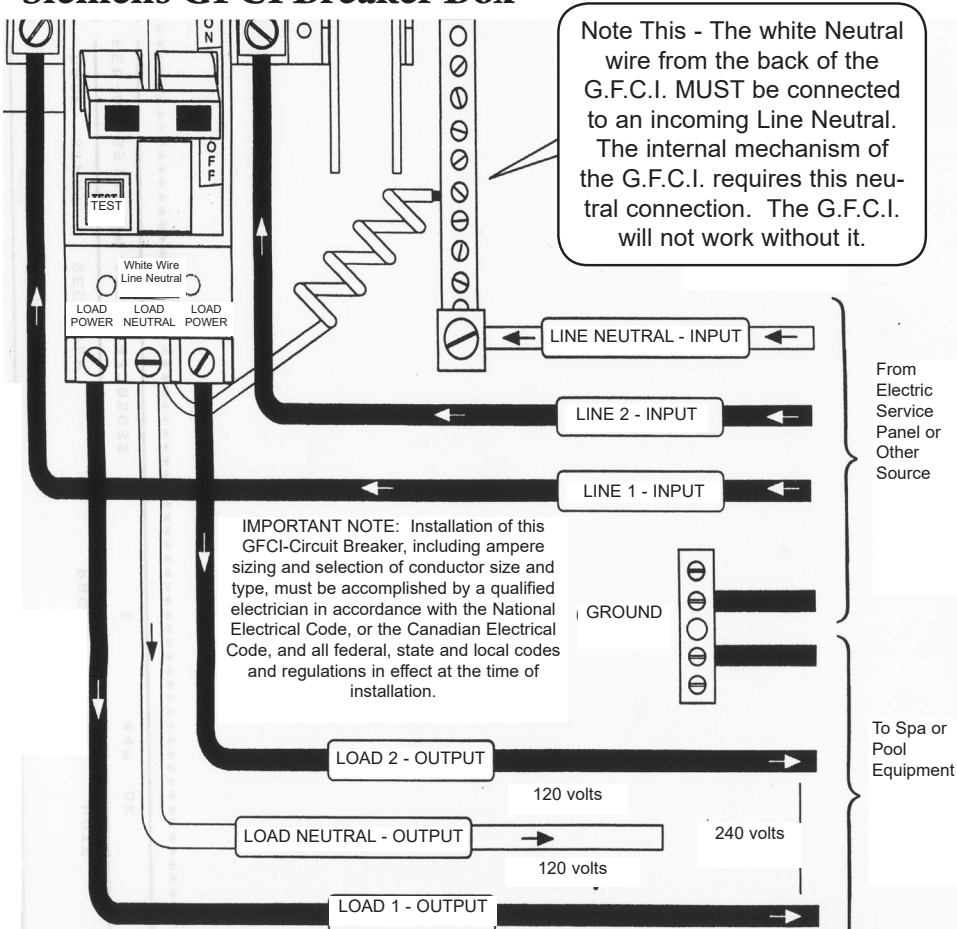 Siemens GFCI Breaker Box
Note This - The white Neutral
wire from the back of the
G.F.C.I. MUST be connected
to an incoming Line Neutral.
The internal mechanism of
the G.F.C.I. requires this neu-
tral connection. The G.F.C.I.
will not work without it.
ON
OFF
TEST
White Wire
Line Neutral
LOAD POWER
LOAD NEUTRAL
LOAD POWER
LINE NEUTRAL - INPUT
LINE 2 - INPUT
LINE 1 - INPUT
From
Electric
Service
Panel or
Other
Source
IMPORTANT NOTE: Installation of this
GFCI-Circuit Breaker, including ampere
sizing and selection of conductor size and
type, must be accomplished by a qualified
electrician in accordance with the National
Electrical Code, or the Canadian Electrical
Code, and all federal, state and local codes
and regulations in effect at the time of
installation.
GROUND
To Spa or
Pool
Equipment
LOAD 2 - OUTPUT
120 volts
LOAD NEUTRAL - OUTPUT
240 volts
120 volts
LOAD 1 - OUTPUT